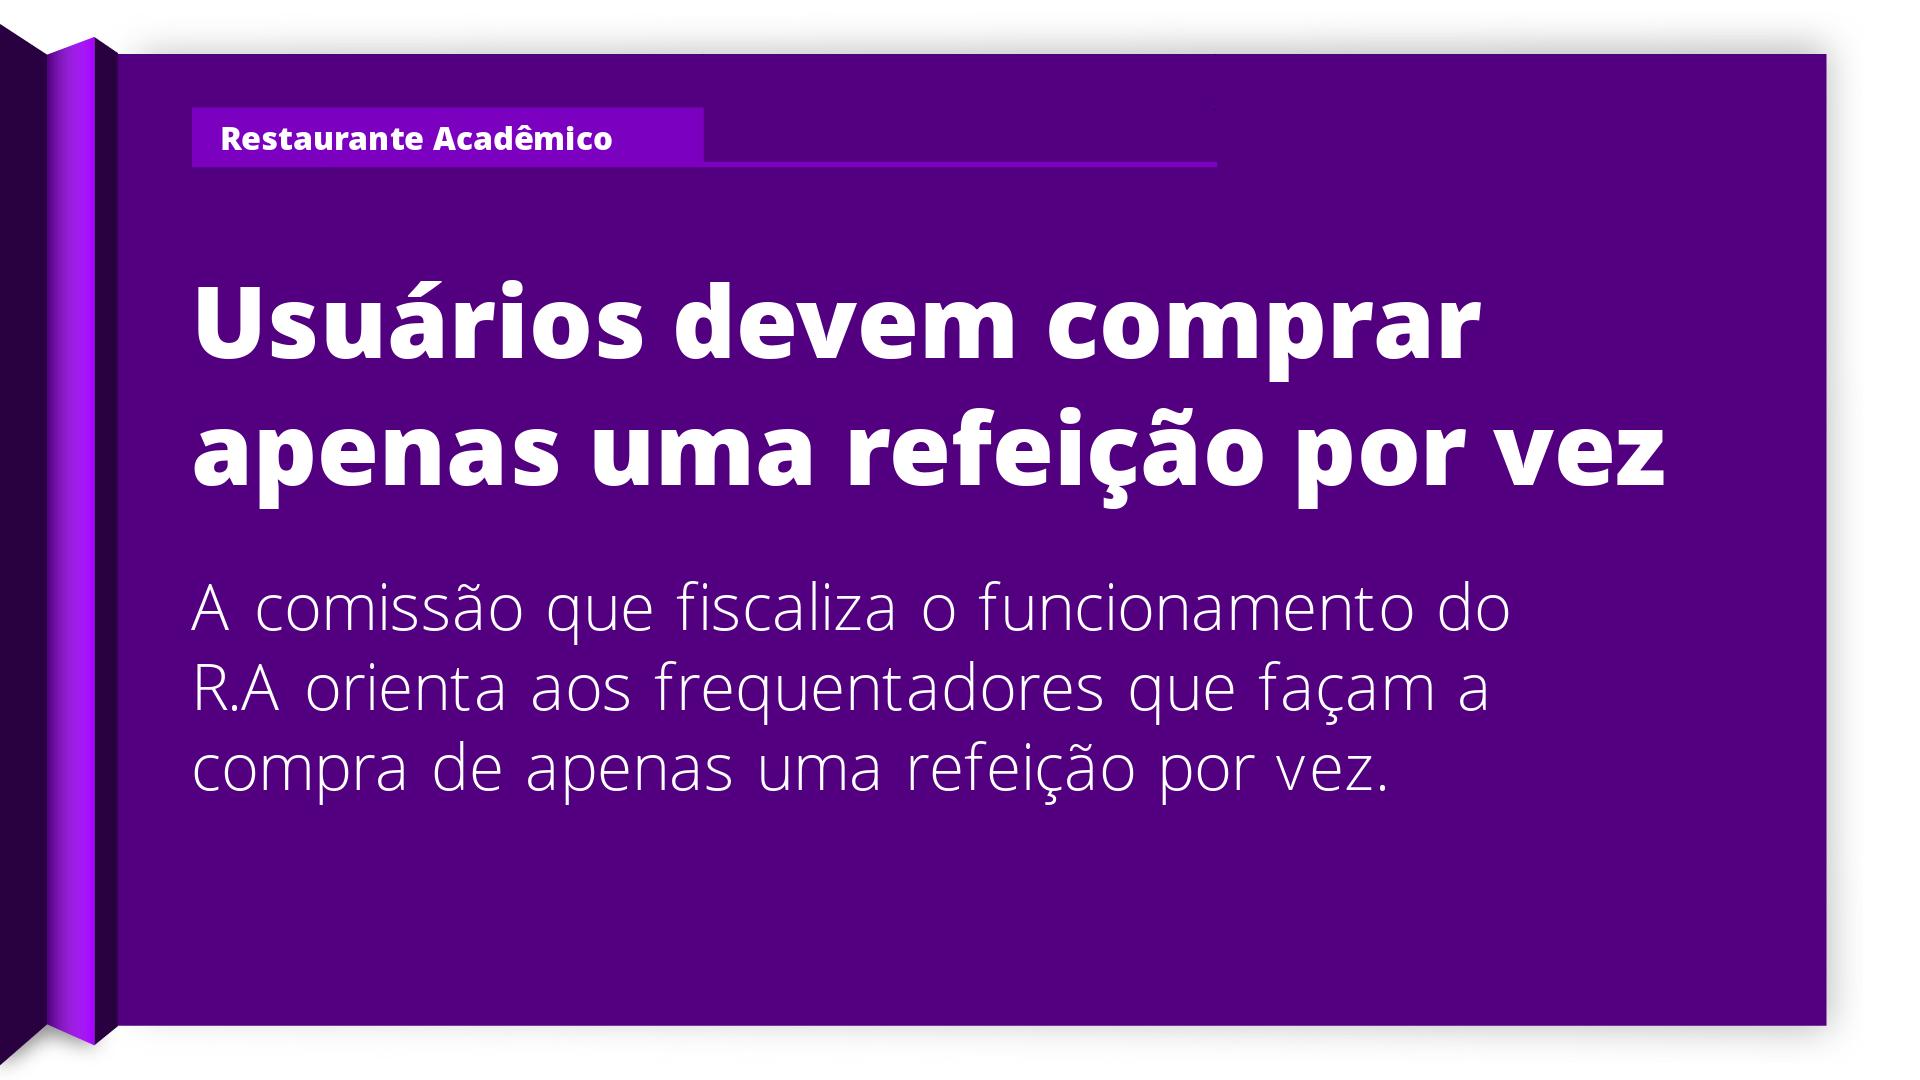 Restaurante Acadêmico
Usuários devem comprar
apenas uma refeição por vez
A comissão que fiscaliza o funcionamento do
R.A orienta aos frequentadores que façam a
compra de apenas uma refeição por vez.